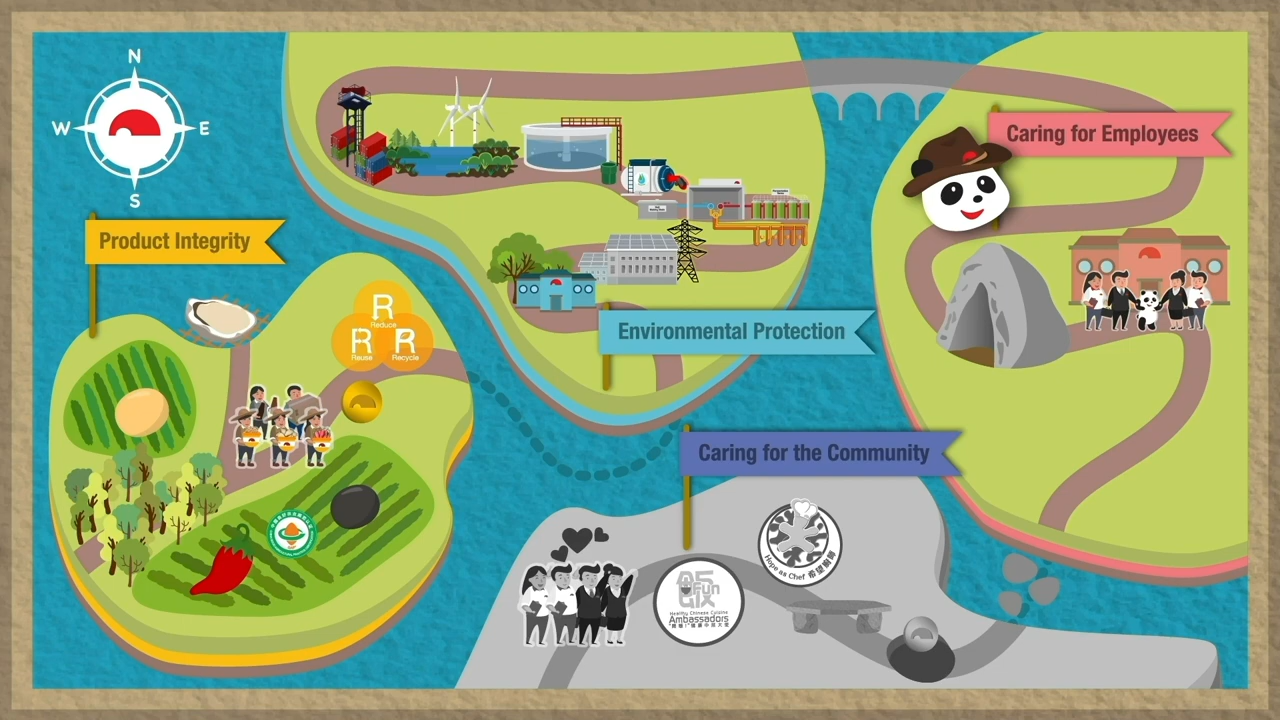 N
W
E
S
Caring for Employees
Product Integrity
R
Reduce
R
Reuse
R
Recycle
Environmental Protection
Caring for the Community
Hope as Chef 希望廚師
Healthy Chinese Cuisine
Ambassadors